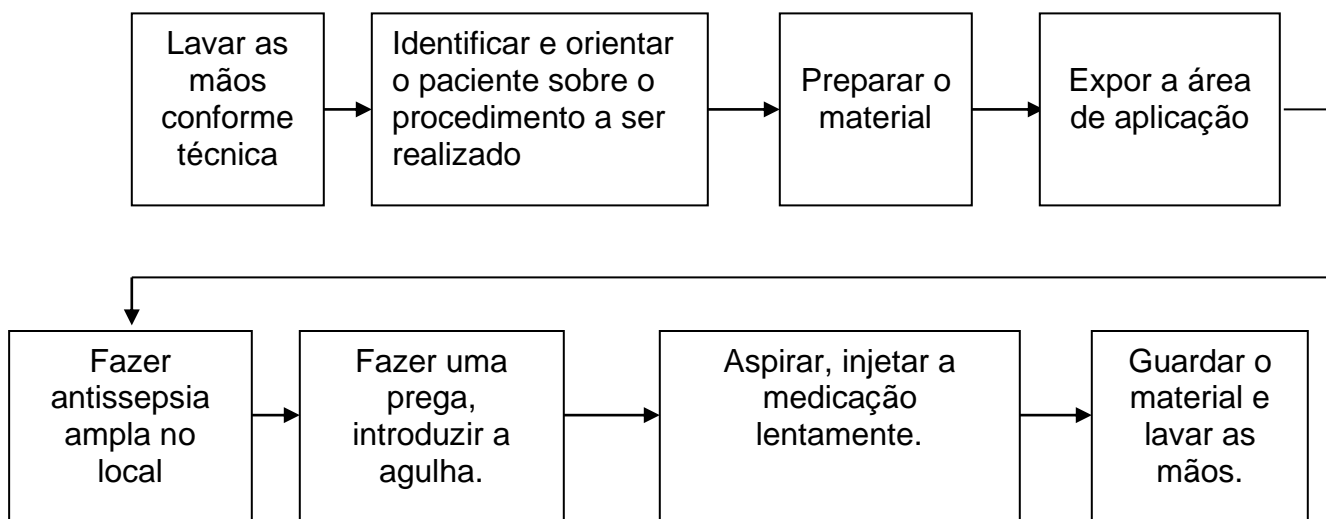 Lavar as
mãos
conforme
técnica
Identificar e orientar
o paciente sobre o
procedimento a ser
realizado
Preparar o
material
Expor a área
de aplicação
Fazer
antissepsia
ampla no
local
Fazer uma
prega,
introduzir a
agulha.
Aspirar, injetar a
medicação
lentamente.
Guardar o
material e
lavar as
mãos.